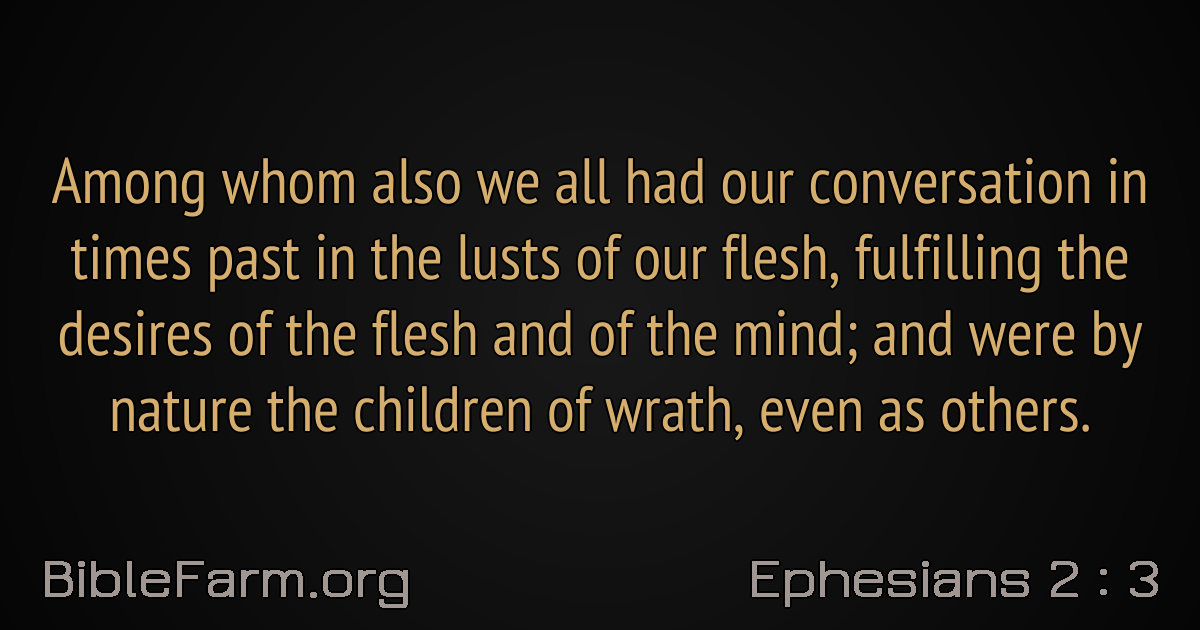 Among whom also we all had our conversation in
times past in the lusts of our flesh, fulfilling the
desires of the flesh and of the mind; and were by
nature the children of wrath, even as others.
BibleFarm.org
Ephesians 2 : 3